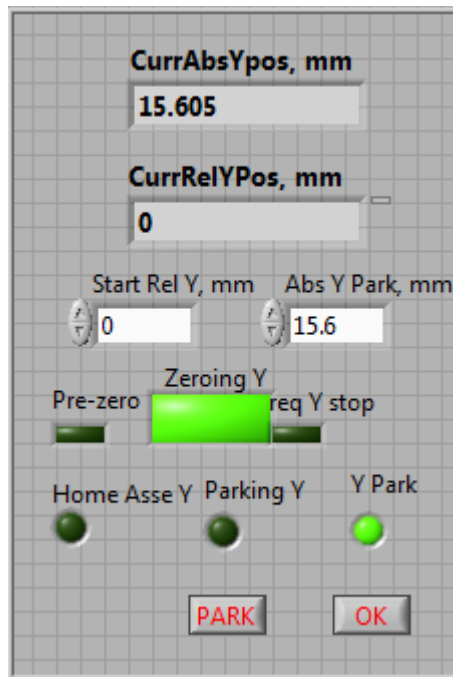 CurrAbsYpos, mm
15.605
CurrRelYPos, mm
0
Start Rel Y, mm Abs Y Park, mm
0 15.6
Zeroing Y
Pre-zero req Y stop
Home Asse Y Parking Y Y Park
PARK OK